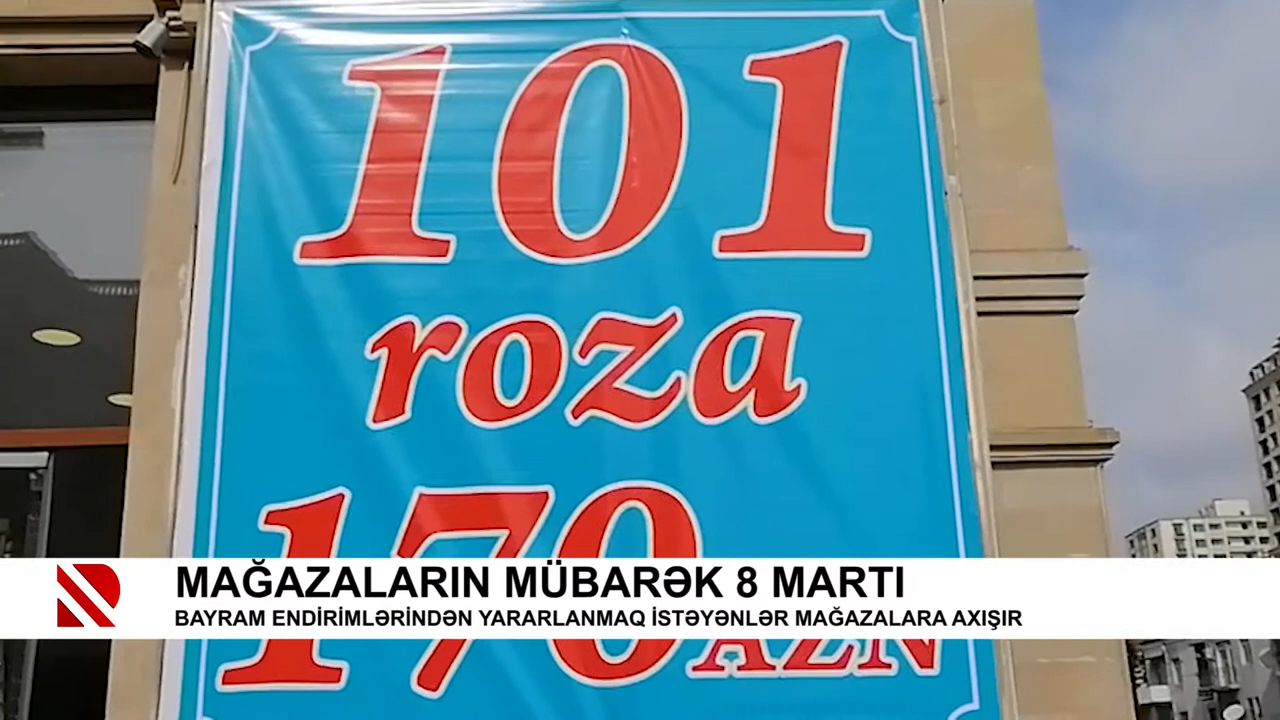 101
roza
170
AZN
MAĞAZALARIN MÜBARƏK 8 MARTI
BAYRAM ENDİRİMLƏRİNDƏN YARARLANMAQ İSTƏYƏNLƏR MAĞAZALARA AXIŞIR